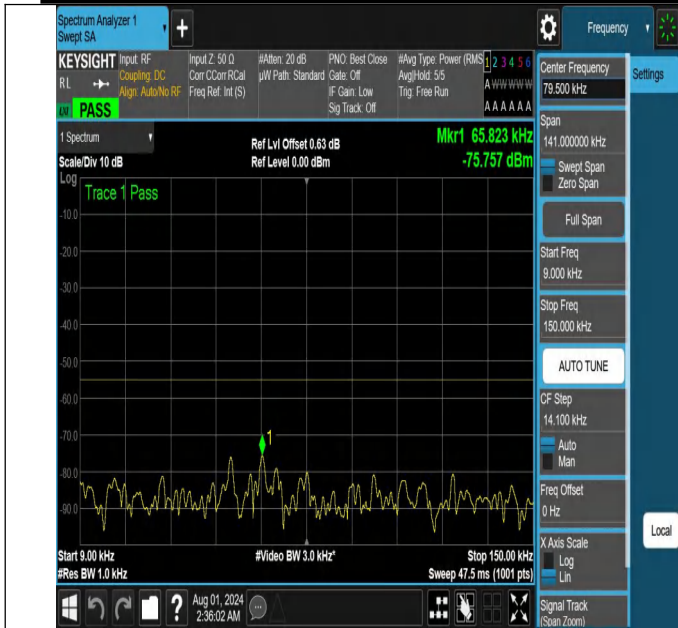 Spectrum Analyzer 1
Swept SA
+
Frequency
KEYSIGHT
RL
LXI
PASS
Input: RF
Coupling: DC
Align: Auto/No RF
Input Z: 50 Ω
Corr CCorr RCal
Freq Ref: Int (S)
#Atten: 20 dB
µW Path: Standard
PNO: Best Close
Gate: Off
IF Gain: Low
Sig Track: Off
#Avg Type: Power (RMS
Avg|Hold: 5/5
Trig: Free Run
1 2 3 4 5 6
A W W W W W
A A A A A A
1 Spectrum
Scale/Div 10 dB
Log
Ref Lvl Offset 0.63 dB
Ref Level 0.00 dBm
Mkr1 65.823 kHz
-75.757 dBm
Trace 1 Pass
-10.0
-20.0
-30.0
-40.0
-50.0
-60.0
-70.0
-80.0
-90.0
1
Start 9.00 kHz
#Res BW 1.0 kHz
#Video BW 3.0 kHz*
Stop 150.00 kHz
Sweep 47.5 ms (1001 pts)
?
Aug 01, 2024
2:36:02 AM
Center Frequency
79.500 kHz
Span
141.000000 kHz
Swept Span
Zero Span
Full Span
Start Freq
9.000 kHz
Stop Freq
150.000 kHz
AUTO TUNE
CF Step
14.100 kHz
Auto
Man
Freq Offset
0 Hz
X Axis Scale
Log
Lin
Signal Track
(Span Zoom)
Settings
Local